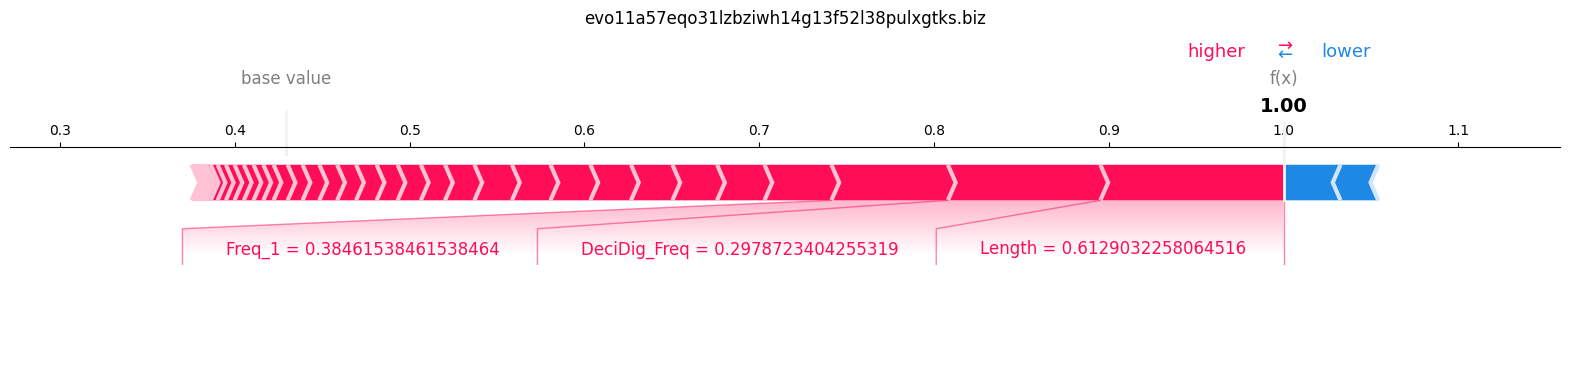 evo11a57eqo31lzbziwh14g13f52l38pulxgtks.biz
higher ⇄ lower
base value f(x)
1.00
0.3 0.4 0.5 0.6 0.7 0.8 0.9 1.0 1.1
Freq_1 = 0.38461538461538464 DeciDig_Freq = 0.2978723404255319 Length = 0.6129032258064516